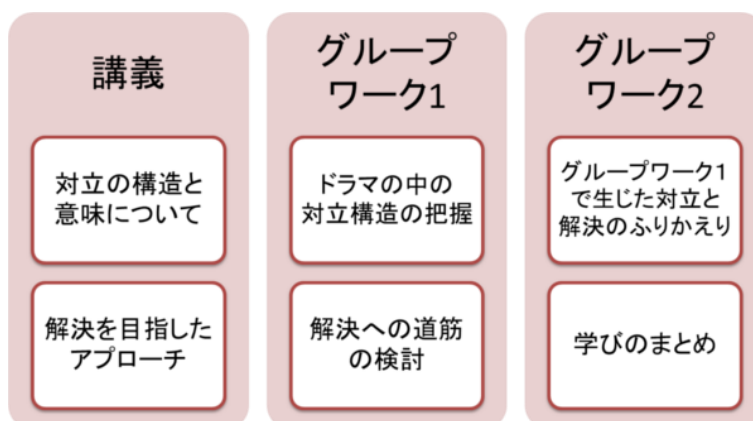 講義
対立の構造と
意味について
解決を目指した
アプローチ
グループ
ワーク1
ドラマの中の
対立構造の把握
解決への道筋
の検討
グループ
ワーク2
グループワーク1
で生じた対立と
解決のふりかえり
学びのまとめ